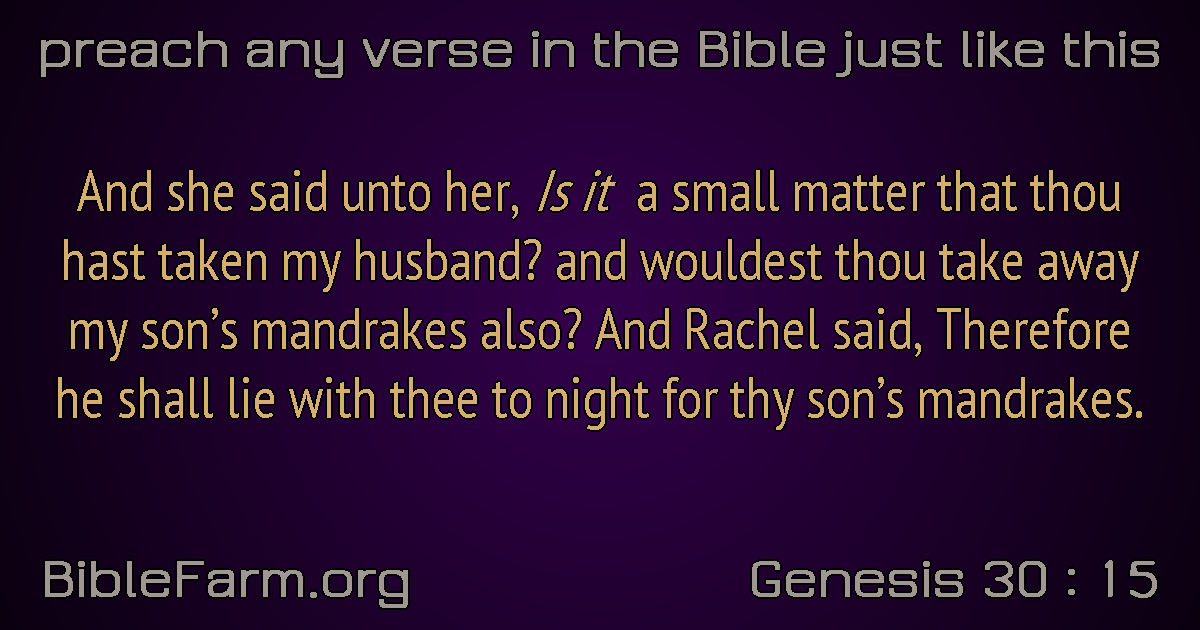 preach any verse in the Bible just like this
And she said unto her, Is it a small matter that thou
hast taken my husband? and wouldest thou take away
my son’s mandrakes also? And Rachel said, Therefore
he shall lie with thee to night for thy son’s mandrakes.
BibleFarm.org
Genesis 30 : 15